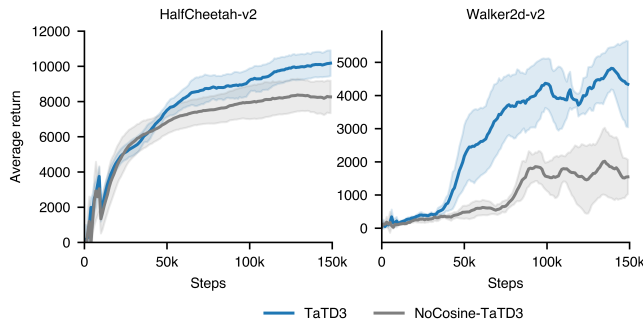 HalfCheetah-v2
Walker2d-v2
12000
10000
8000
6000
4000
2000
0
Average return
0
50k
100k
150k
Steps
5000
4000
3000
2000
1000
0
0
50k
100k
150k
Steps
TaTD3
NoCosine-TaTD3